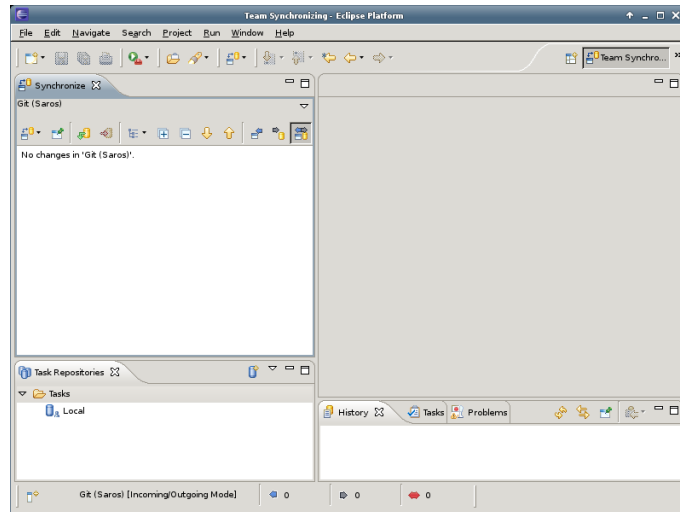 Team Synchronizing - Eclipse Platform
File Edit Navigate Search Project Run Window Help
Team Synchro...
Synchronize
Git (Saros)
No changes in 'Git (Saros)'.
Task Repositories
Tasks
Local
History Tasks Problems
Git (Saros) [Incoming/Outgoing Mode] 0 0 0